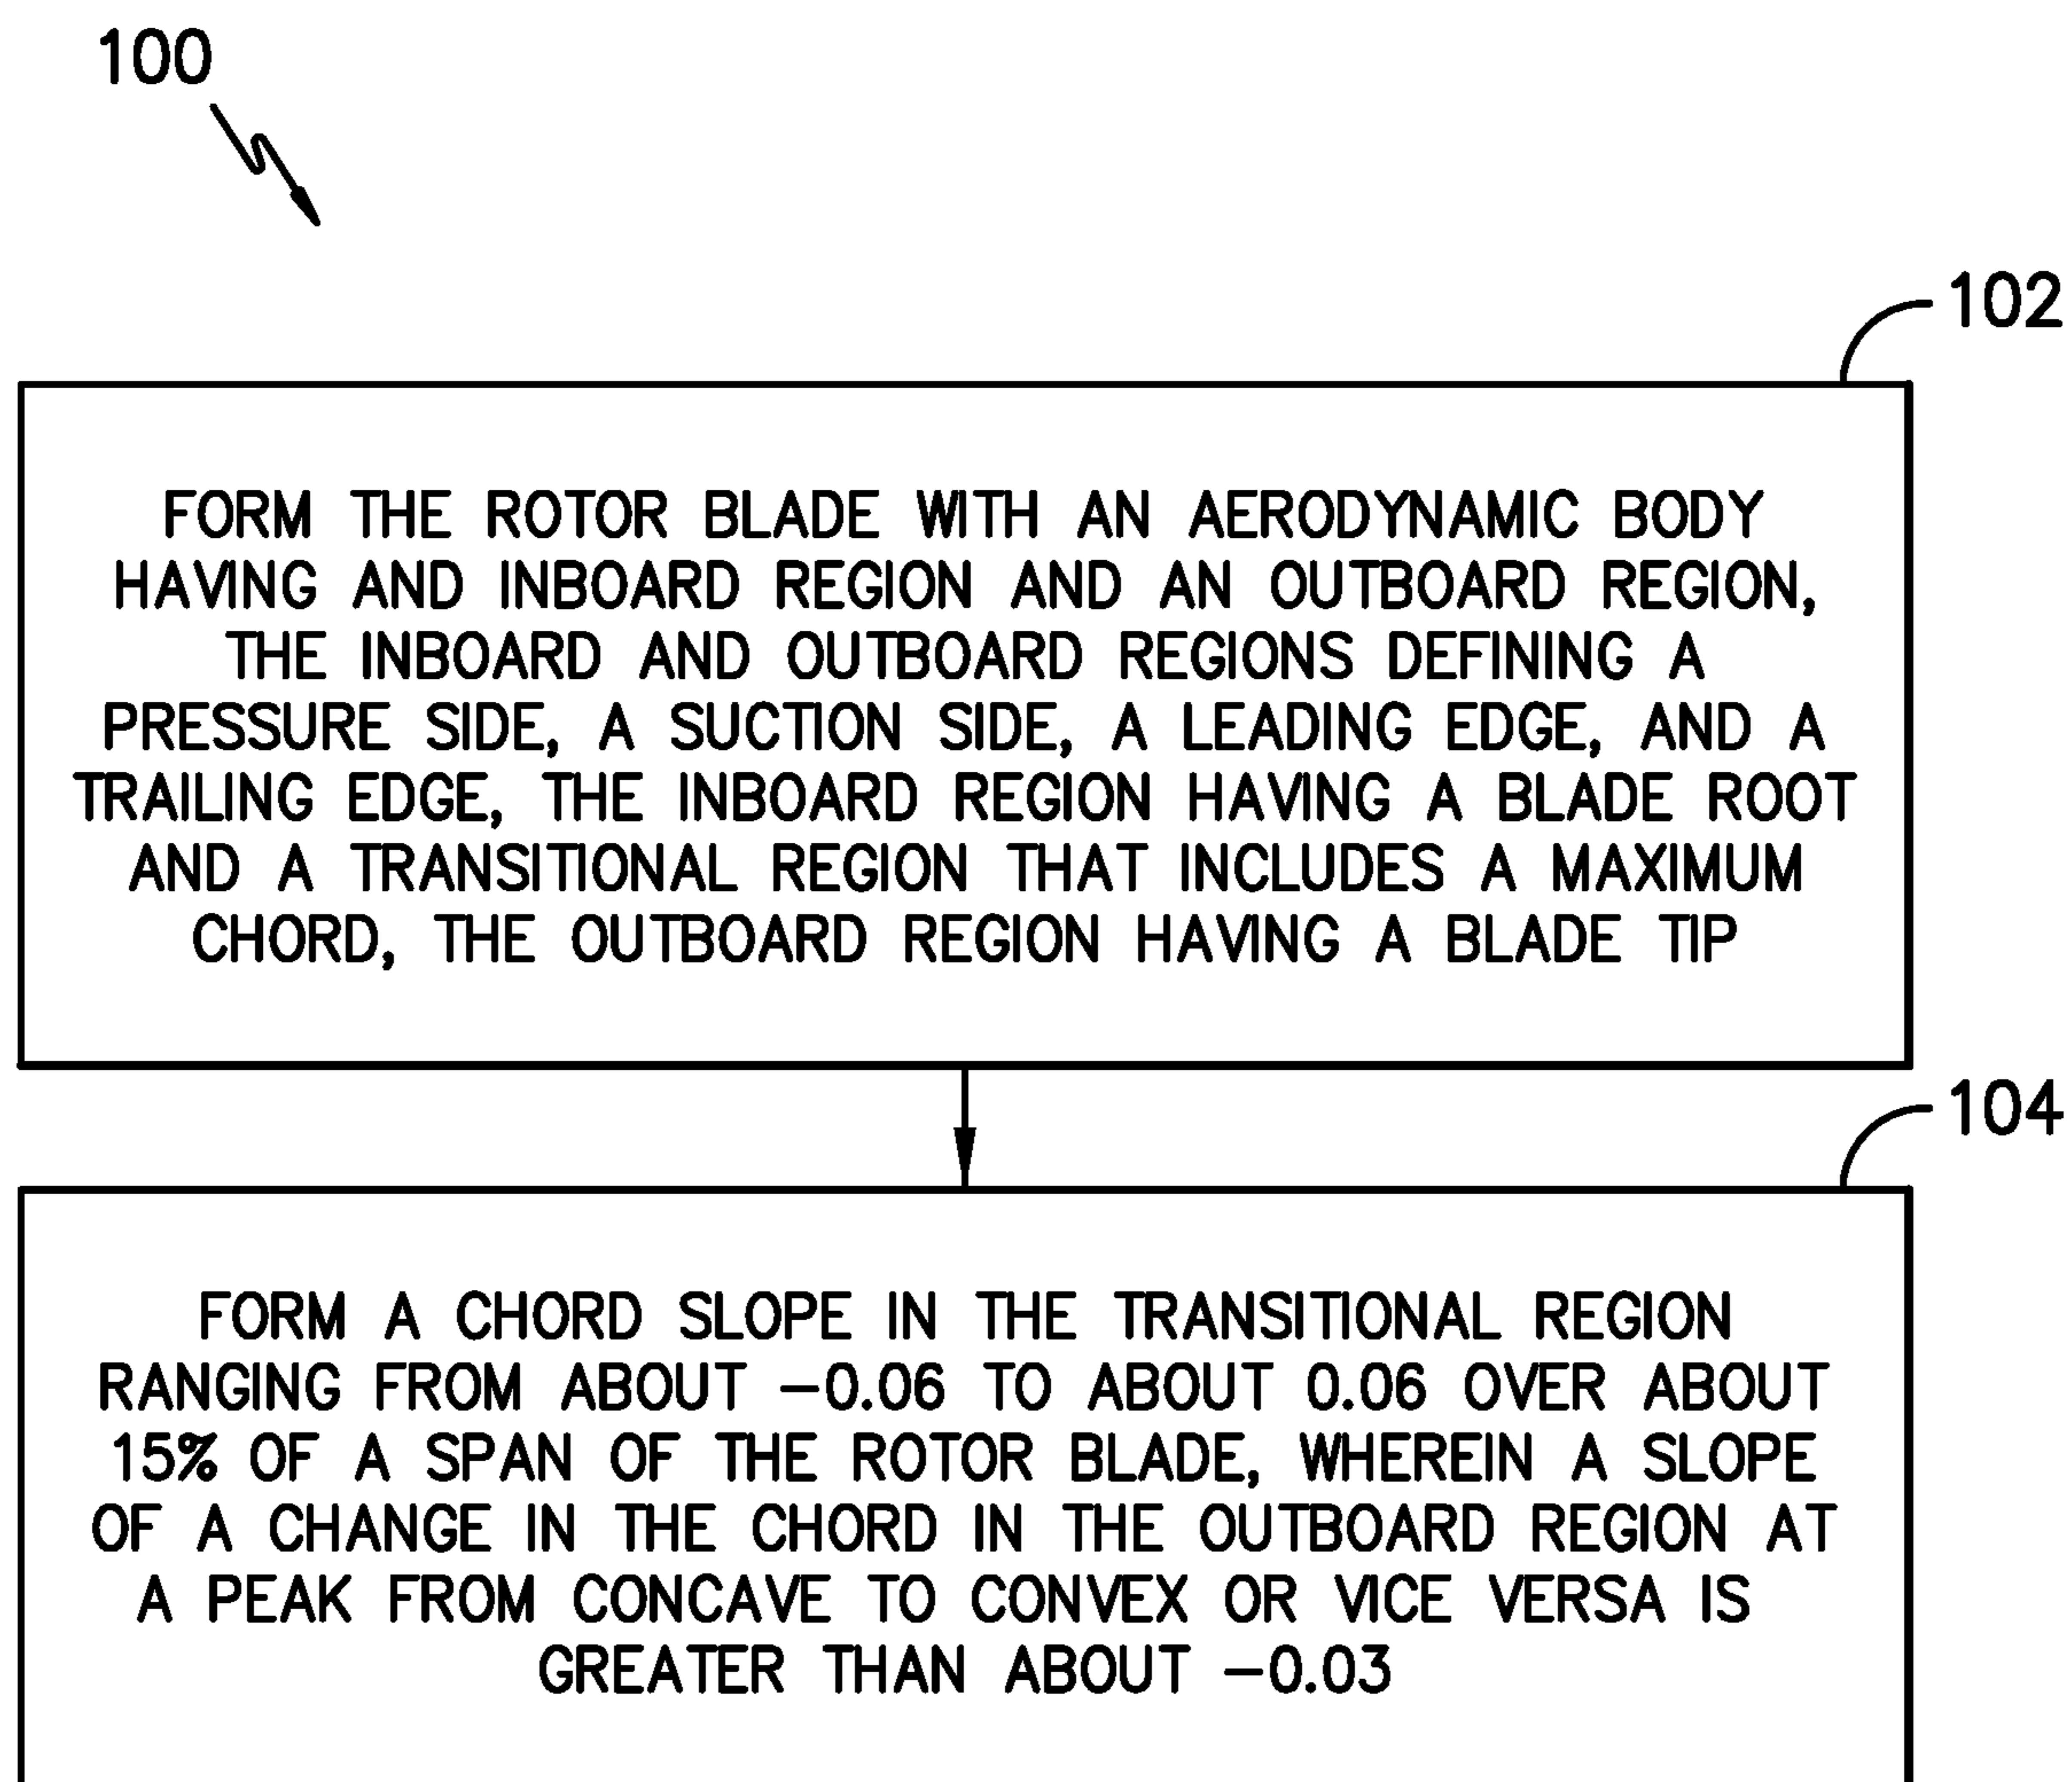 100
102
FORM THE ROTOR BLADE WITH AN AERODYNAMIC BODY
HAVING AND INBOARD REGION AND AN OUTBOARD REGION,
THE INBOARD AND OUTBOARD REGIONS DEFINING A
PRESSURE SIDE, A SUCTION SIDE, A LEADING EDGE, AND A
TRAILING EDGE, THE INBOARD REGION HAVING A BLADE ROOT
AND A TRANSITIONAL REGION THAT INCLUDES A MAXIMUM
CHORD, THE OUTBOARD REGION HAVING A BLADE TIP
104
FORM A CHORD SLOPE IN THE TRANSITIONAL REGION
RANGING FROM ABOUT −0.06 TO ABOUT 0.06 OVER ABOUT
15% OF A SPAN OF THE ROTOR BLADE, WHEREIN A SLOPE
OF A CHANGE IN THE CHORD IN THE OUTBOARD REGION AT
A PEAK FROM CONCAVE TO CONVEX OR VICE VERSA IS
GREATER THAN ABOUT −0.03